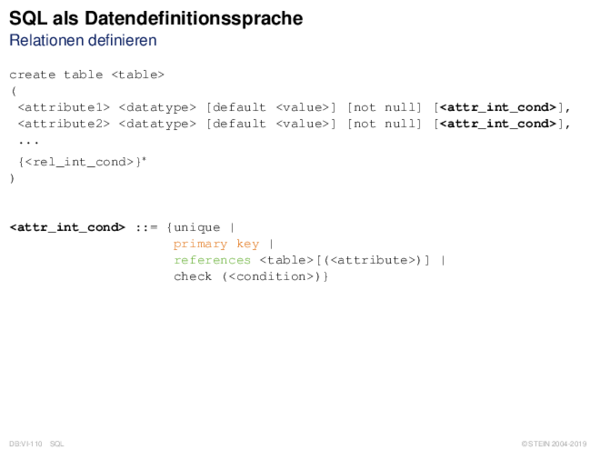 SQL als Datendefinitionssprache
Relationen definieren
create table <table>
(
<attribute1> <datatype> [default <value>] [not null] [<attr_int_cond>],
<attribute2> <datatype> [default <value>] [not null] [<attr_int_cond>],
...
{<rel_int_cond>}*
)
<attr_int_cond> ::= {unique |
primary key |
references <table>[(<attribute>)] |
check (<condition>)}
DB:VI-110 SQL ©STEIN 2004-2019